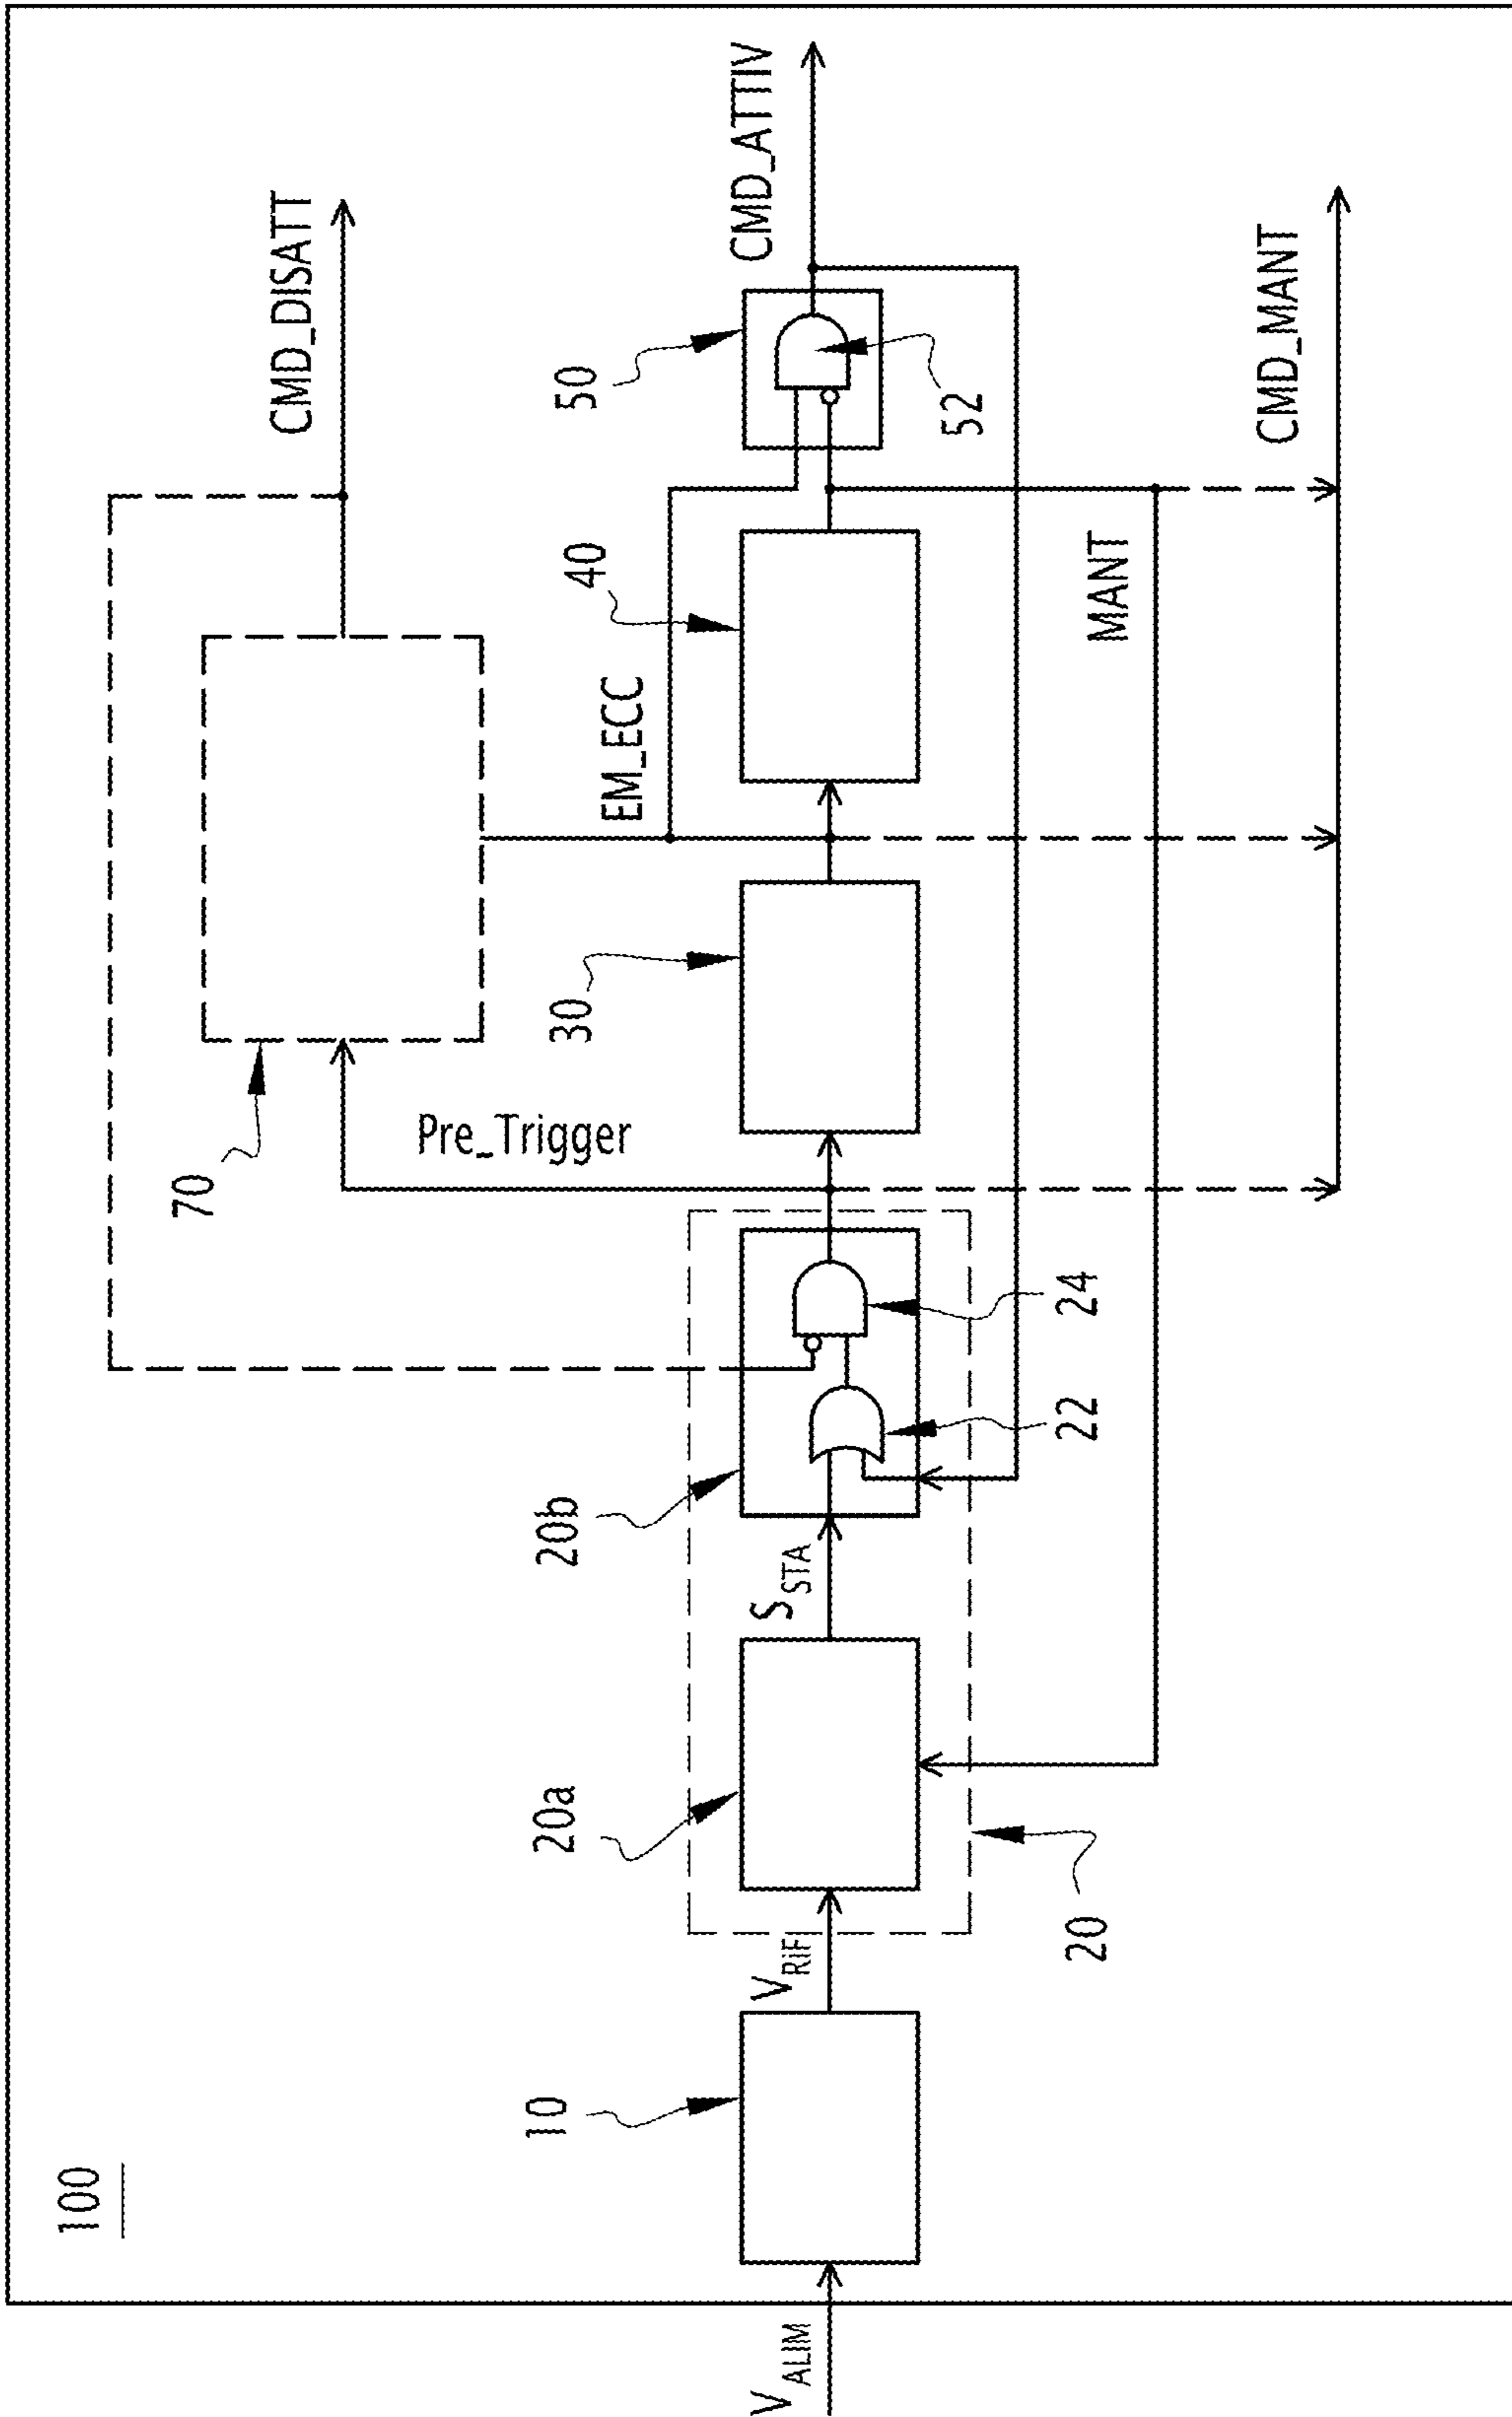 100
CMD_DISATT
70
Pre_Trigger
EM_ECC
50
CMD_ATTIV
40
30
52
20b
20a
10
V_ALIM
V_RIF
S_STA
24
22
20
MANT
CMD_MANT